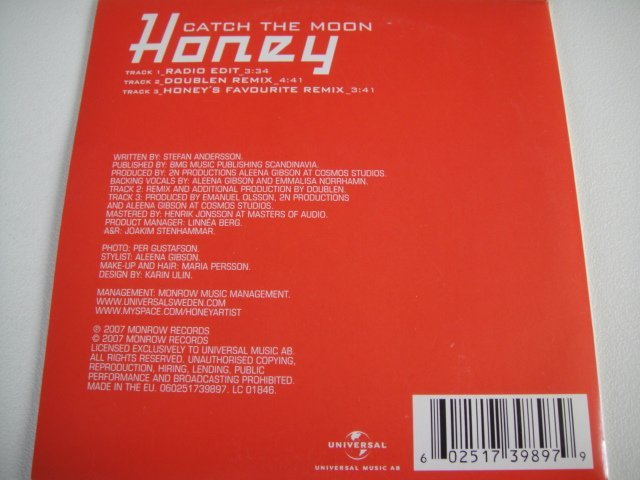 CATCH THE MOON
Honey
TRACK 1_RADIO EDIT_3:34
TRACK 2_DOUBLEN REMIX_4:41
TRACK 3_HONEY'S FAVOURITE REMIX_3:41
WRITTEN BY: STEFAN ANDERSSON.
PUBLISHED BY: BMG MUSIC PUBLISHING SCANDINAVIA.
PRODUCED BY: 2N PRODUCTIONS ALEENA GIBSON AT COSMOS STUDIOS.
BACKING VOCALS BY: ALEENA GIBSON AND EMMALISA NORRHAMN.
TRACK 2: REMIX AND ADDITIONAL PRODUCTION BY DOUBLEN.
TRACK 3: PRODUCED BY EMANUEL OLSSON, 2N PRODUCTIONS
AND ALEENA GIBSON AT COSMOS STUDIOS.
MASTERED BY: HENRIK JONSSON AT MASTERS OF AUDIO.
PRODUCT MANAGER: LINNÉA BERG.
A&R: JOAKIM STENHAMMAR.
PHOTO: PER GUSTAFSON.
STYLIST: ALEENA GIBSON.
MAKE-UP AND HAIR: MARIA PERSSON.
DESIGN BY: KARIN ULIN.
MANAGEMENT: MONROW MUSIC MANAGEMENT.
WWW.UNIVERSALSWEDEN.COM
WWW.MYSPACE.COM/HONEYARTIST
℗ 2007 MONROW RECORDS
© 2007 MONROW RECORDS
LICENSED EXCLUSIVELY TO UNIVERSAL MUSIC AB.
ALL RIGHTS RESERVED. UNAUTHORISED COPYING,
REPRODUCTION, HIRING, LENDING, PUBLIC
PERFORMANCE AND BROADCASTING PROHIBITED.
MADE IN THE EU. 060251739897. LC 01846.
UNIVERSAL
UNIVERSAL MUSIC AB
6 02517 39897 9